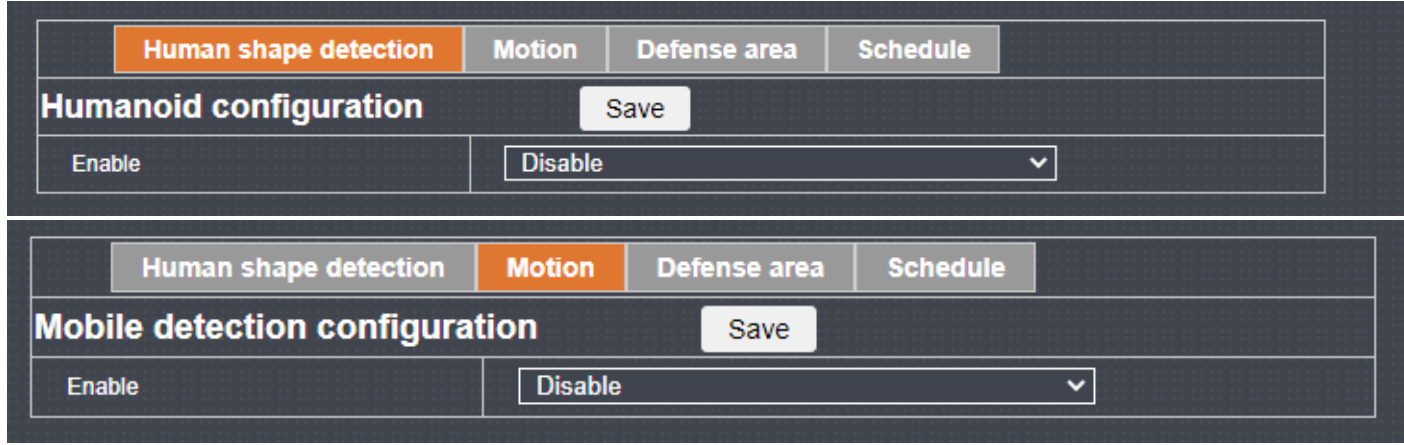 Human shape detection Motion Defense area Schedule
Humanoid configuration Save
Enable Disable
Human shape detection Motion Defense area Schedule
Mobile detection configuration Save
Enable Disable